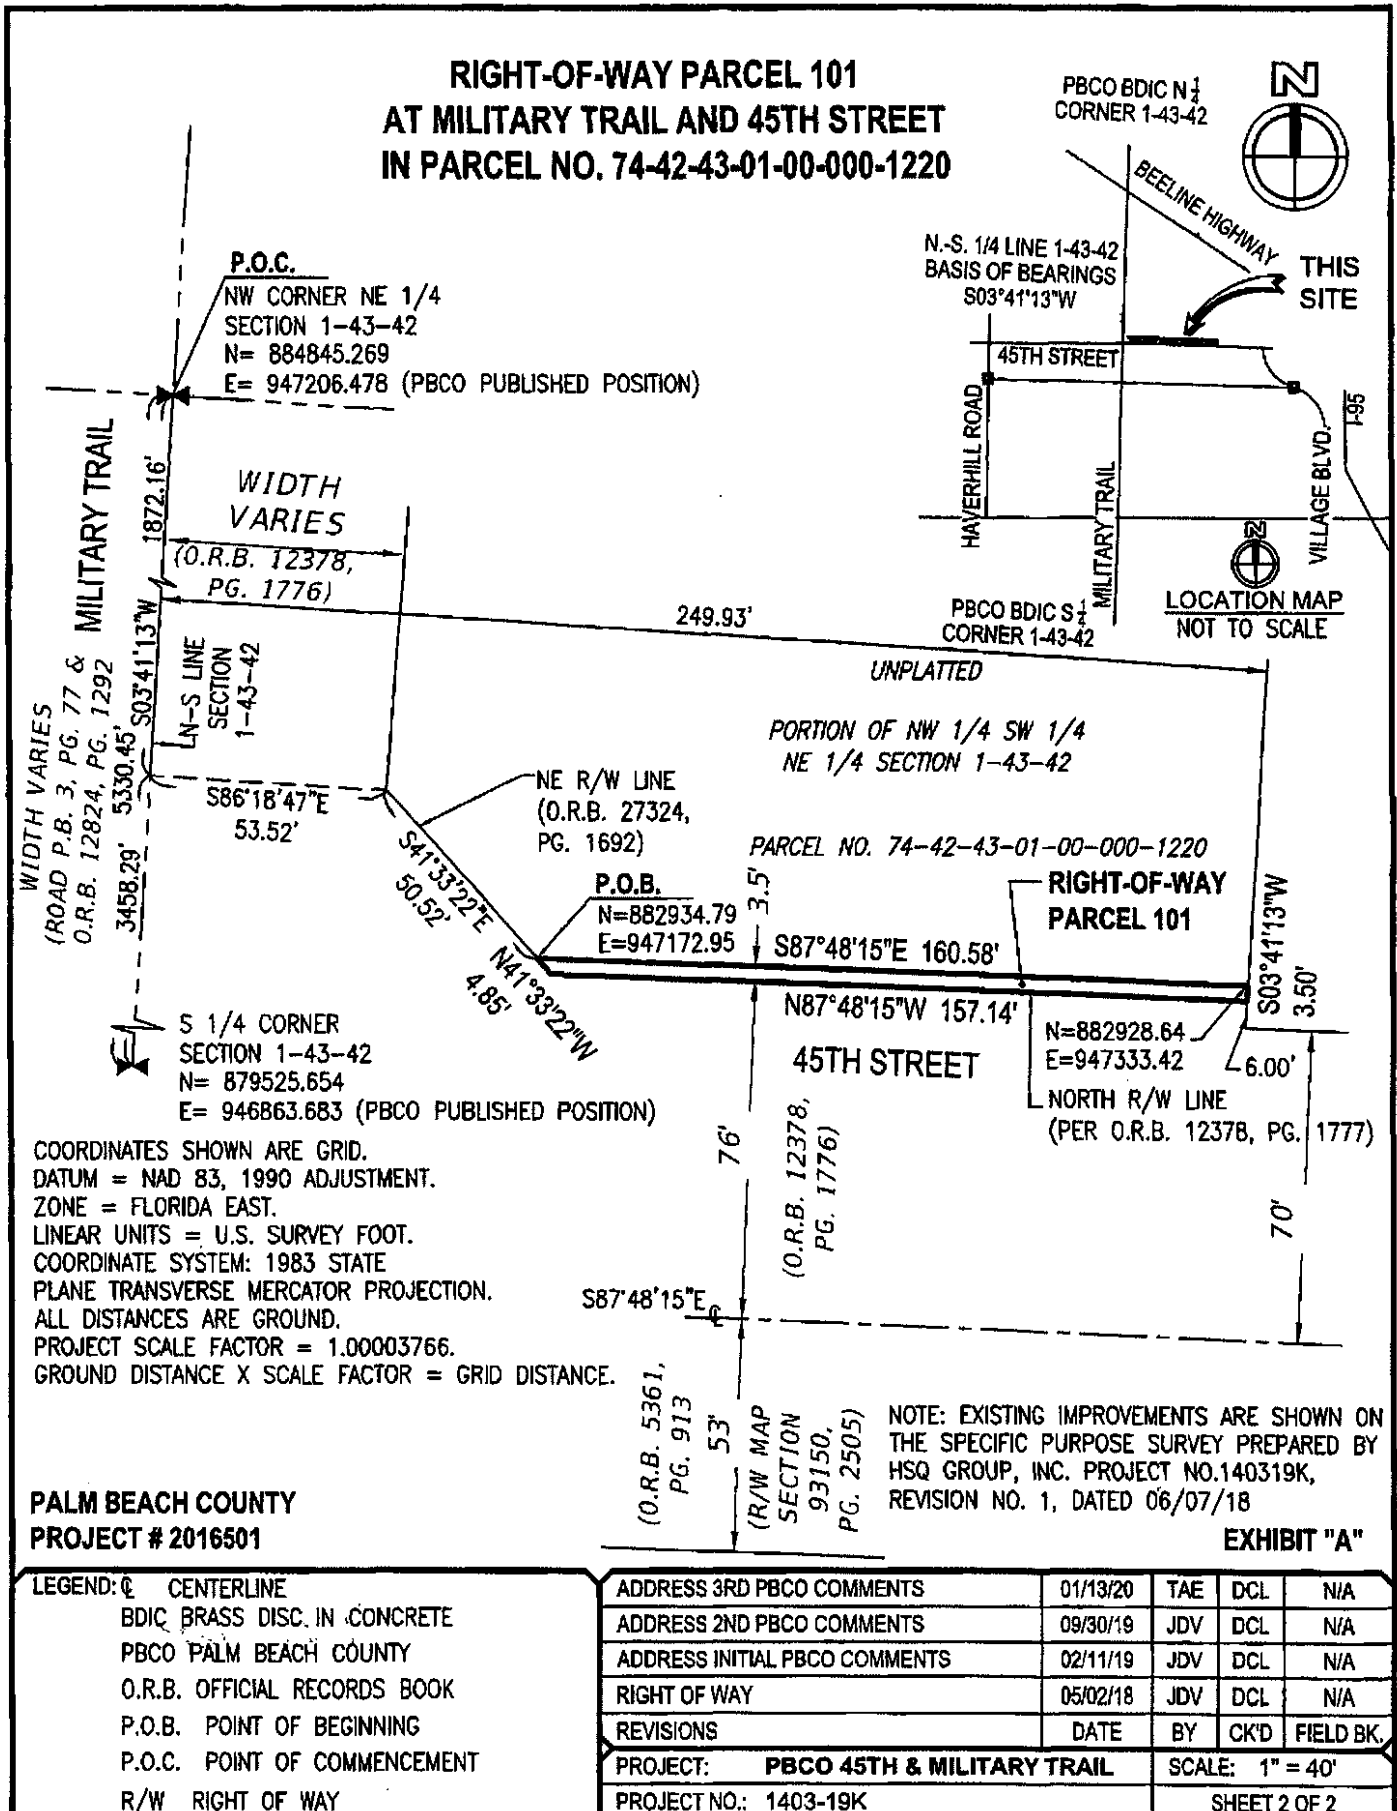 RIGHT-OF-WAY PARCEL 101
AT MILITARY TRAIL AND 45TH STREET
IN PARCEL NO. 74-42-43-01-00-000-1220
PBCO BDIC N 1/4
CORNER 1-43-42
N
BEELINE HIGHWAY
N.-S. 1/4 LINE 1-43-42
BASIS OF BEARINGS
S03°41'13"W
THIS
SITE
45TH STREET
HAVERHILL ROAD
MILITARY TRAIL
VILLAGE BLVD.
I-95
N
LOCATION MAP
NOT TO SCALE
PBCO BDIC S 1/4
CORNER 1-43-42
P.O.C.
NW CORNER NE 1/4
SECTION 1-43-42
N= 884845.269
E= 947206.478 (PBCO PUBLISHED POSITION)
MILITARY TRAIL
1872.16'
WIDTH
VARIES
(O.R.B. 12378,
PG. 1776)
249.93'
UNPLATTED
PORTION OF NW 1/4 SW 1/4
NE 1/4 SECTION 1-43-42
WIDTH VARIES
(ROAD P.B. 3, PG. 77 &
O.R.B. 12824, PG. 1292
5330.45'
S03°41'13"W
3458.29'
N-S LINE
SECTION
1-43-42
S86°18'47"E
53.52'
NE R/W LINE
(O.R.B. 27324,
PG. 1692)
S41°33'22"E
50.52'
PARCEL NO. 74-42-43-01-00-000-1220
P.O.B.
N=882934.79
E=947172.95
3.5'
RIGHT-OF-WAY
PARCEL 101
S87°48'15"E 160.58'
N41°33'22"W
4.85'
N87°48'15"W 157.14'
S03°41'13"W
3.50'
N=882928.64
E=947333.42
6.00'
45TH STREET
NORTH R/W LINE
(PER O.R.B. 12378, PG. 1777)
S 1/4 CORNER
SECTION 1-43-42
N= 879525.654
E= 946863.683 (PBCO PUBLISHED POSITION)
76'
(O.R.B. 12378,
PG. 1776)
70'
COORDINATES SHOWN ARE GRID.
DATUM = NAD 83, 1990 ADJUSTMENT.
ZONE = FLORIDA EAST.
LINEAR UNITS = U.S. SURVEY FOOT.
COORDINATE SYSTEM: 1983 STATE
PLANE TRANSVERSE MERCATOR PROJECTION.
ALL DISTANCES ARE GROUND.
PROJECT SCALE FACTOR = 1.00003766.
GROUND DISTANCE X SCALE FACTOR = GRID DISTANCE.
S87°48'15"E ℄
(O.R.B. 5361,
PG. 913
53'
(R/W MAP
SECTION
93150,
PG. 2505)
NOTE: EXISTING IMPROVEMENTS ARE SHOWN ON
THE SPECIFIC PURPOSE SURVEY PREPARED BY
HSQ GROUP, INC. PROJECT NO.140319K,
REVISION NO. 1, DATED 06/07/18
PALM BEACH COUNTY
PROJECT # 2016501
EXHIBIT "A"
LEGEND: ℄ CENTERLINE
BDIC BRASS DISC. IN CONCRETE
PBCO PALM BEACH COUNTY
O.R.B. OFFICIAL RECORDS BOOK
P.O.B. POINT OF BEGINNING
P.O.C. POINT OF COMMENCEMENT
R/W RIGHT OF WAY
ADDRESS 3RD PBCO COMMENTS 01/13/20 TAE DCL N/A
ADDRESS 2ND PBCO COMMENTS 09/30/19 JDV DCL N/A
ADDRESS INITIAL PBCO COMMENTS 02/11/19 JDV DCL N/A
RIGHT OF WAY 05/02/18 JDV DCL N/A
REVISIONS DATE BY CK'D FIELD BK.
PROJECT: PBCO 45TH & MILITARY TRAIL SCALE: 1" = 40'
PROJECT NO.: 1403-19K SHEET 2 OF 2